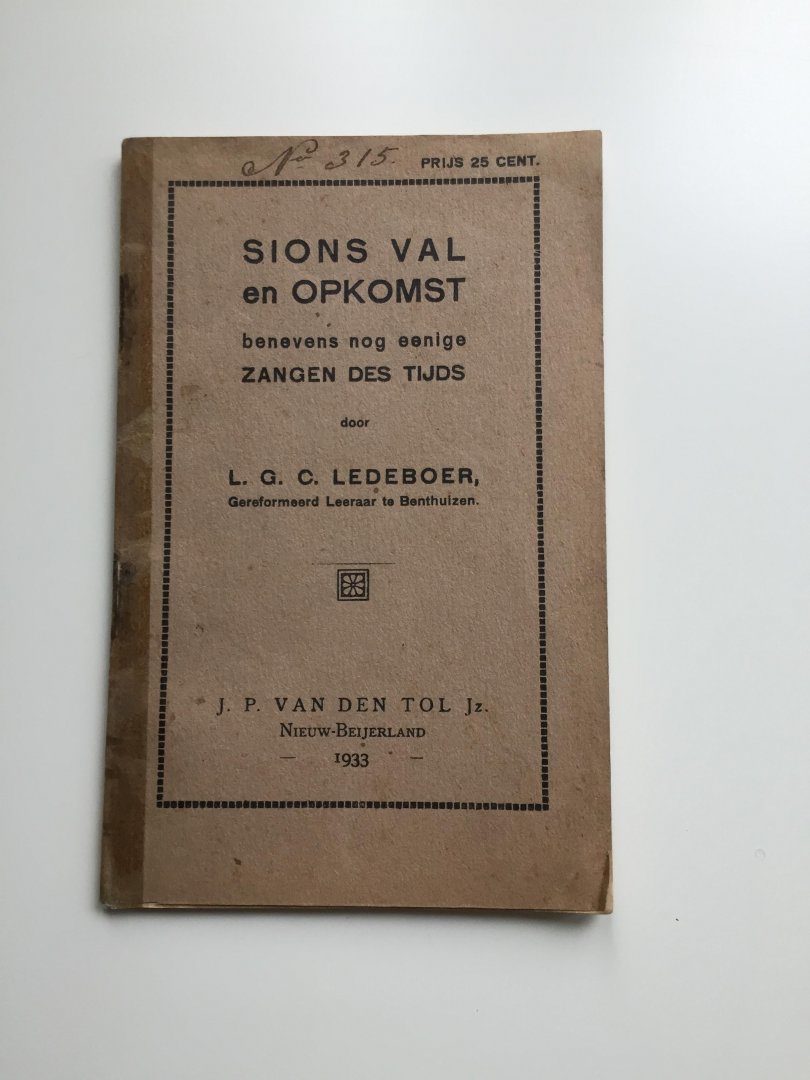 No 315. PRIJS 25 CENT.
SIONS VAL
en OPKOMST
benevens nog eenige
ZANGEN DES TIJDS
door
L. G. C. LEDEBOER,
Gereformeerd Leeraar te Benthuizen.
J. P. VAN DEN TOL Jz.
NIEUW-BEIJERLAND
— 1933 —